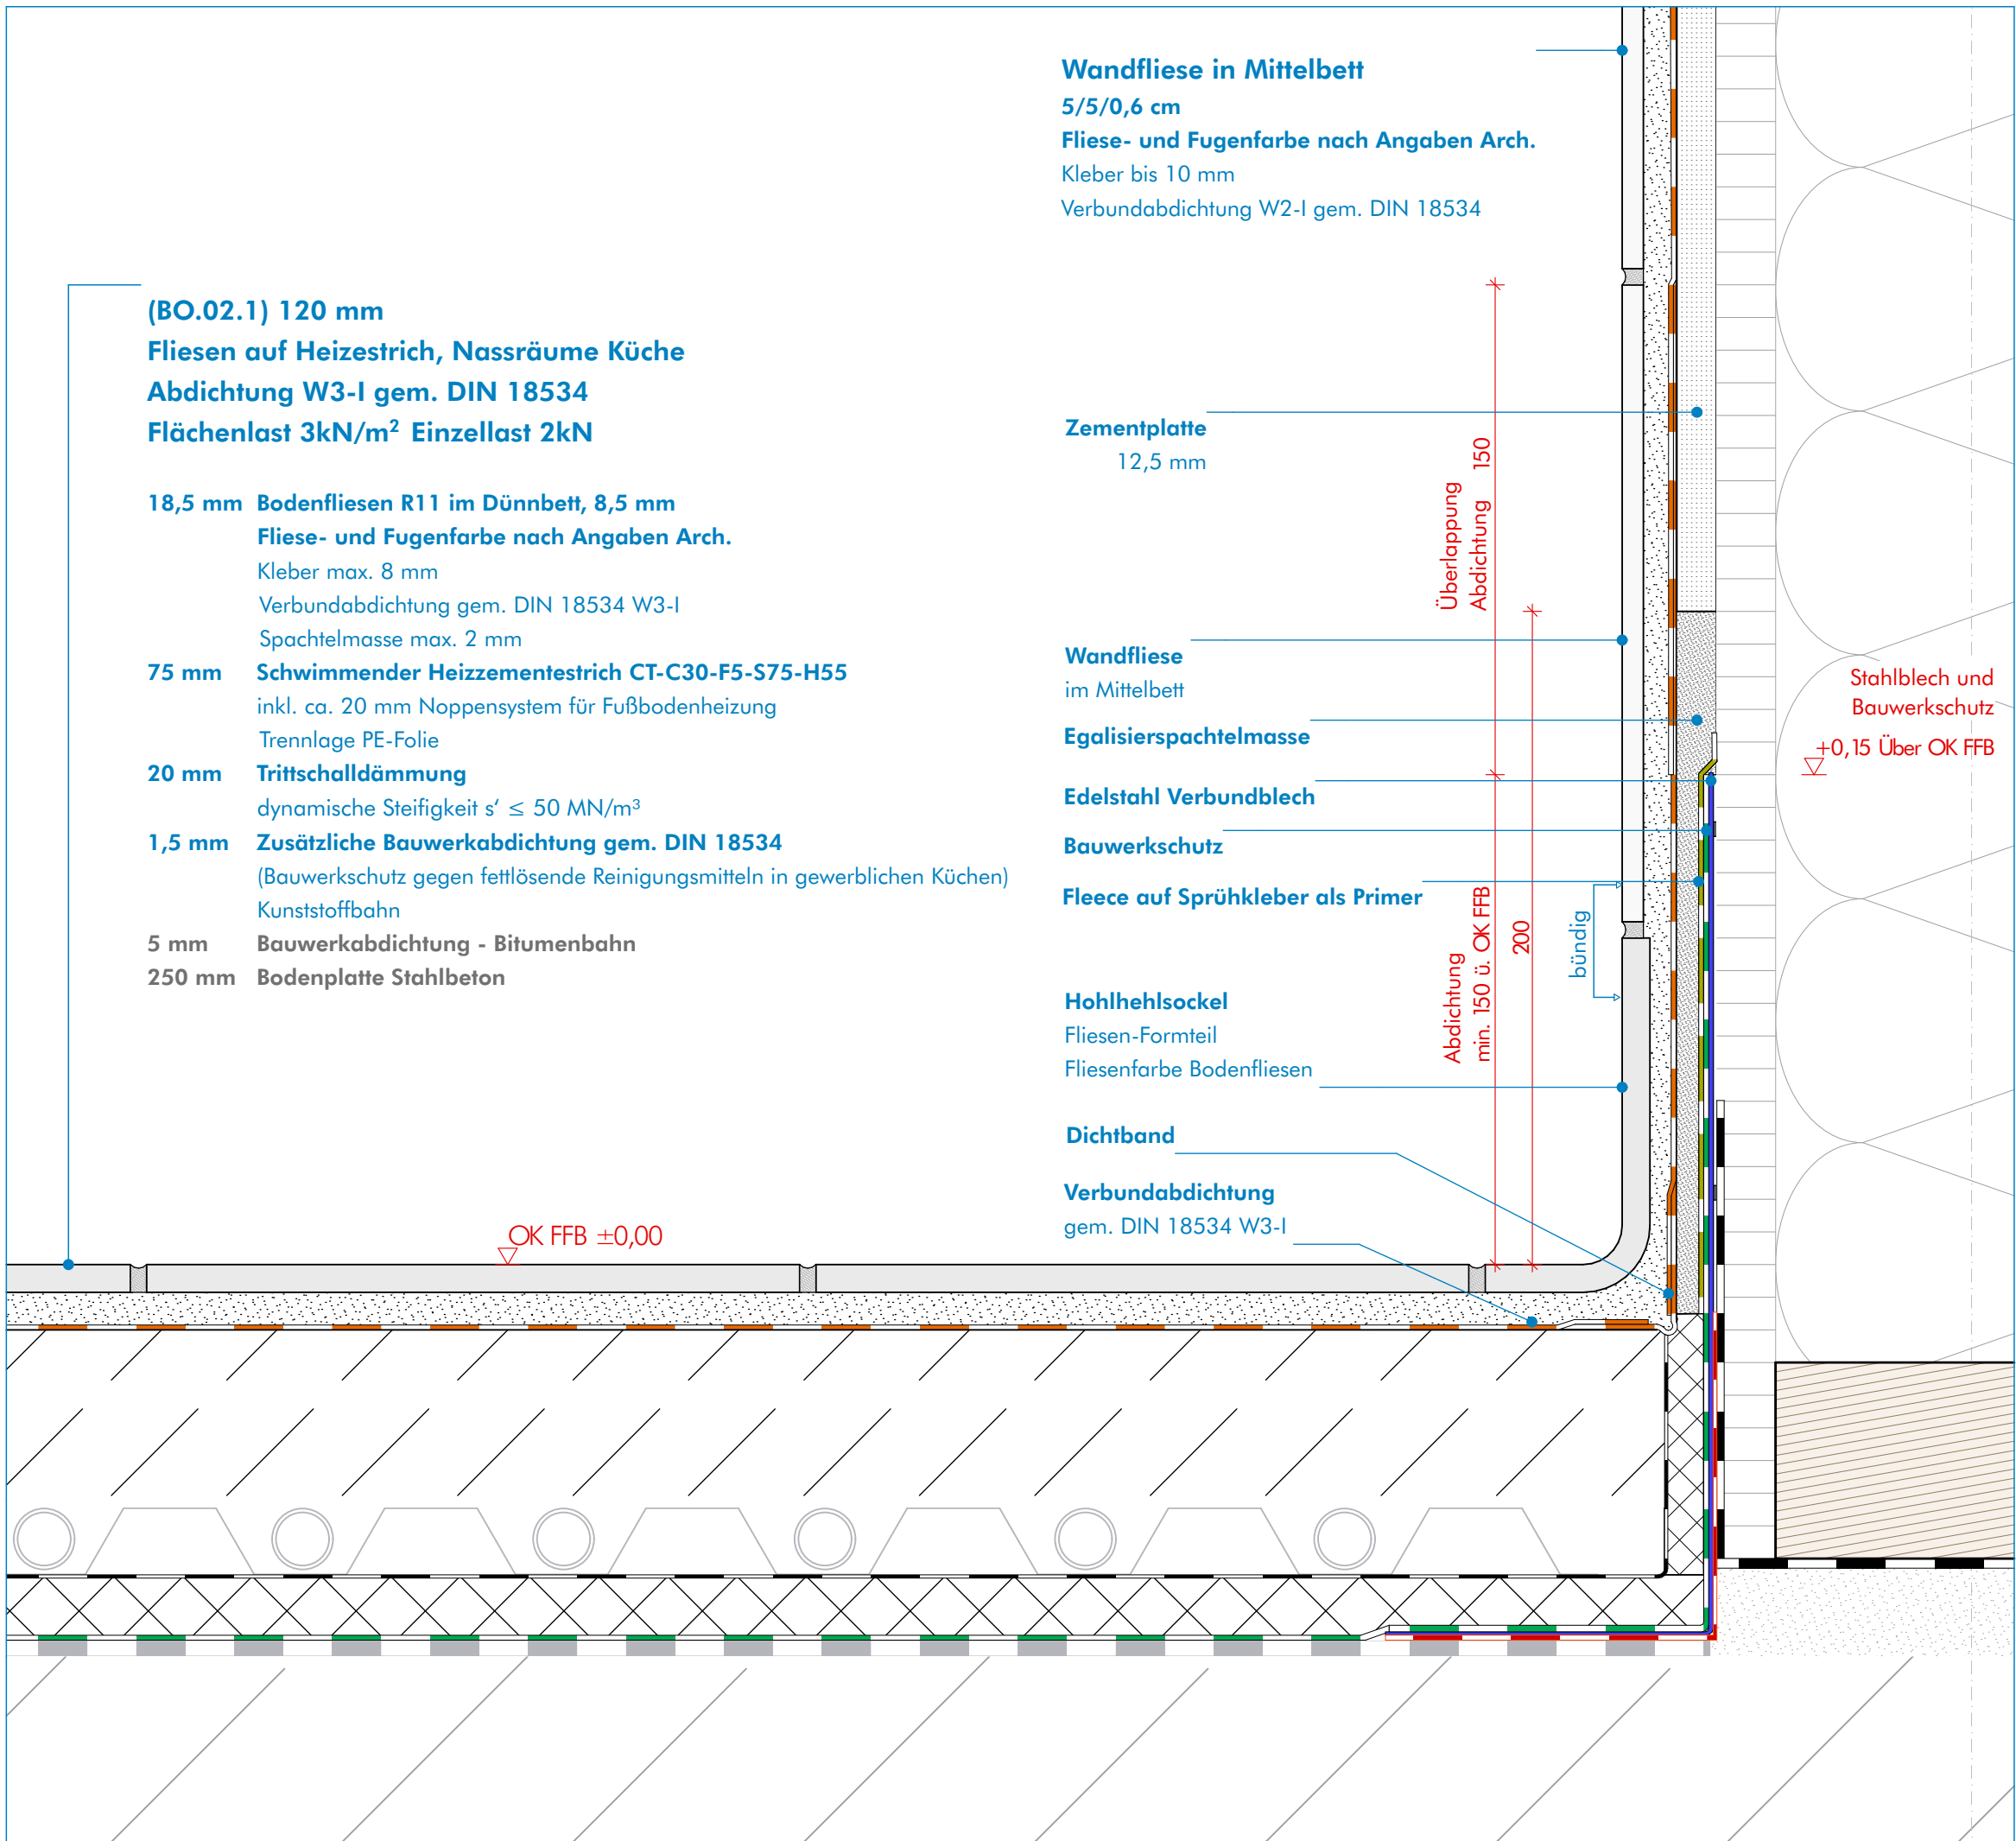 Wandfliese in Mittelbett
5/5/0,6 cm
Fliese- und Fugenfarbe nach Angaben Arch.
Kleber bis 10 mm
Verbundabdichtung W2-I gem. DIN 18534
(BO.02.1) 120 mm
Fliesen auf Heizestrich, Nassräume Küche
Abdichtung W3-I gem. DIN 18534
Flächenlast 3kN/m² Einzellast 2kN
18,5 mm Bodenfliesen R11 im Dünnbett, 8,5 mm
Fliese- und Fugenfarbe nach Angaben Arch.
Kleber max. 8 mm
Verbundabdichtung gem. DIN 18534 W3-I
Spachtelmasse max. 2 mm
75 mm Schwimmender Heizzementestrich CT-C30-F5-S75-H55
inkl. ca. 20 mm Noppensystem für Fußbodenheizung
Trennlage PE-Folie
20 mm Trittschalldämmung
dynamische Steifigkeit s‘ ≤ 50 MN/m³
1,5 mm Zusätzliche Bauwerkabdichtung gem. DIN 18534
(Bauwerkschutz gegen fettlösende Reinigungsmitteln in gewerblichen Küchen)
Kunststoffbahn
5 mm Bauwerkabdichtung - Bitumenbahn
250 mm Bodenplatte Stahlbeton
Zementplatte
12,5 mm
Wandfliese
im Mittelbett
Egalisierspachtelmasse
Edelstahl Verbundblech
Bauwerkschutz
Fleece auf Sprühkleber als Primer
Hohlhehlsockel
Fliesen-Formteil
Fliesenfarbe Bodenfliesen
Dichtband
Verbundabdichtung
gem. DIN 18534 W3-I
Überlappung
Abdichtung 150
Abdichtung
min. 150 ü. OK FFB
200
bündig
Stahlblech und
Bauwerkschutz
+0,15 Über OK FFB
OK FFB ±0,00